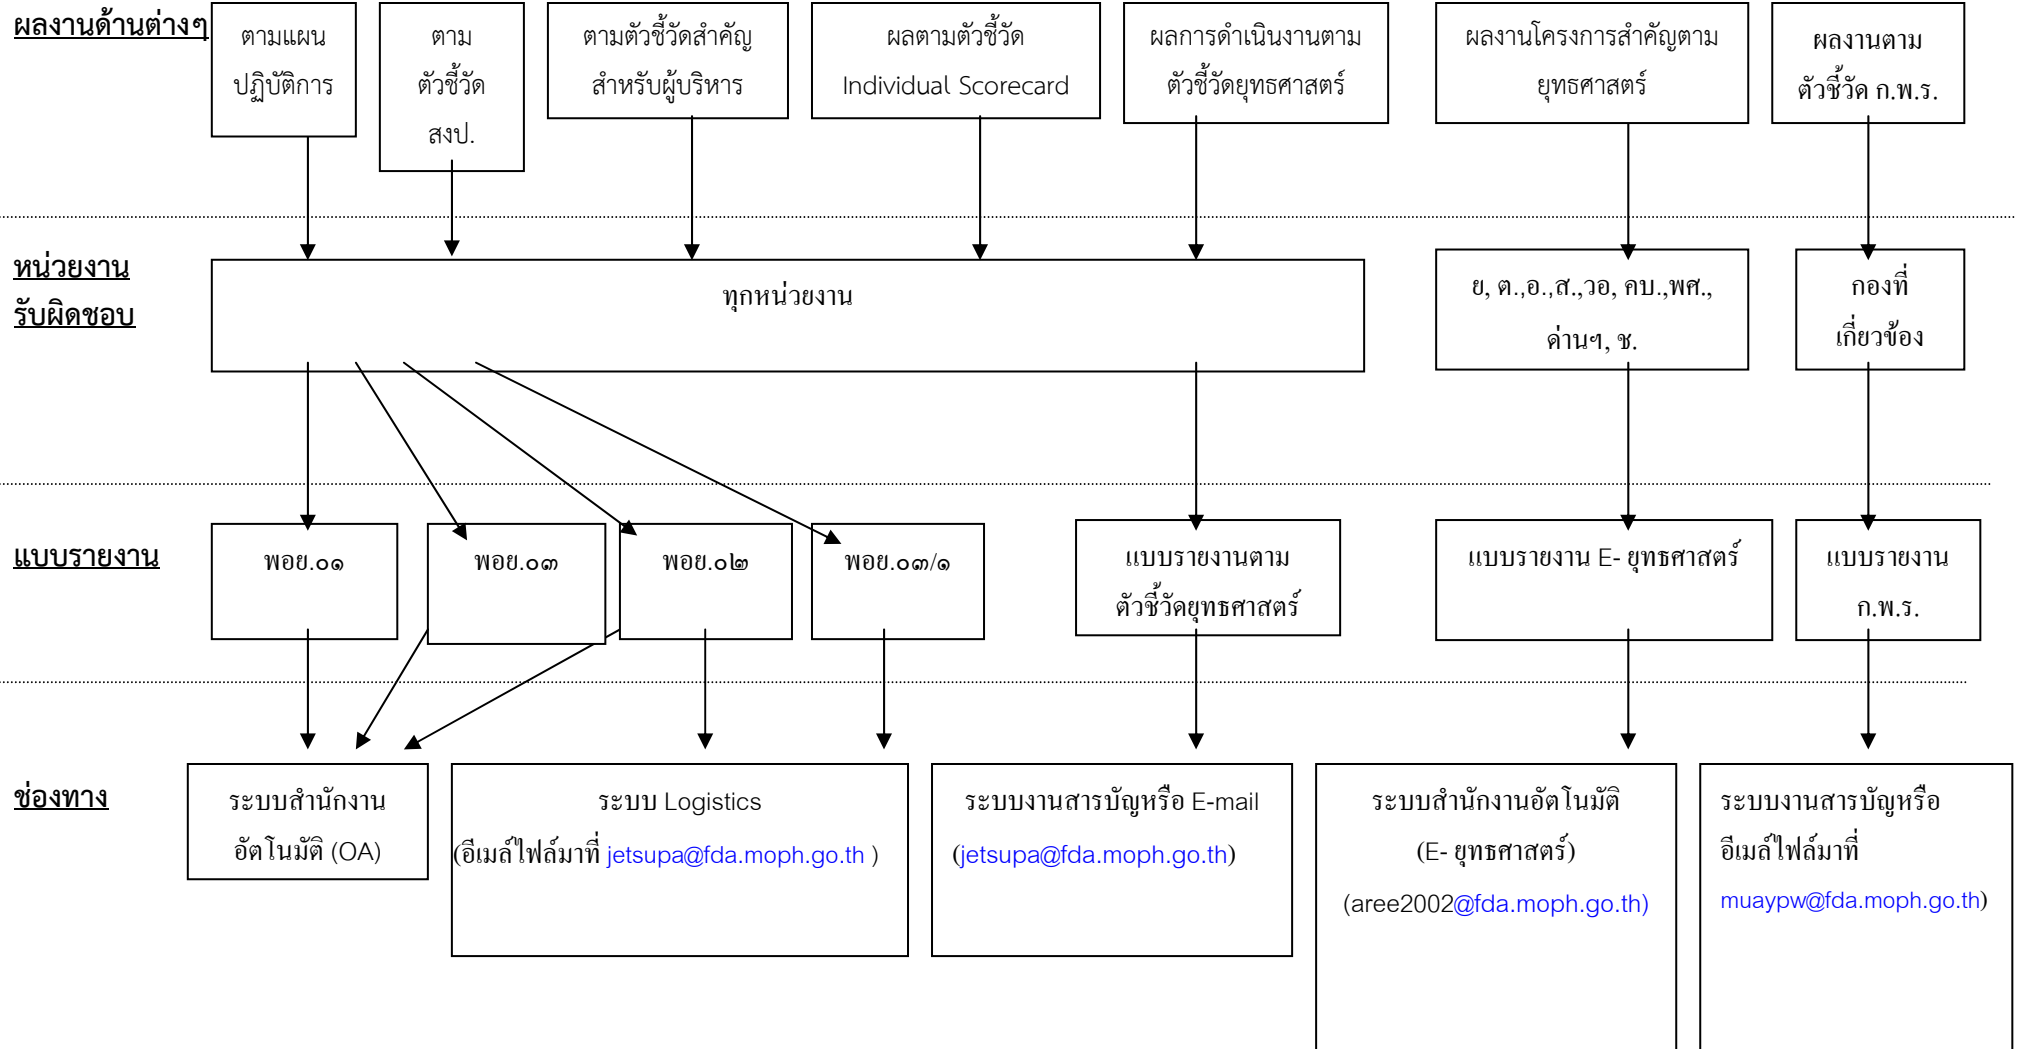 ผลงานด้านต่างๆ
ตามแผน
ปฏิบัติการ
ตาม
ตัวชี้วัด
สงป.
ตามตัวชี้วัดสำคัญ
สำหรับผู้บริหาร
ผลตามตัวชี้วัด
Individual Scorecard
ผลการดำเนินงานตาม
ตัวชี้วัดยุทธศาสตร์
ผลงานโครงการสำคัญตาม
ยุทธศาสตร์
ผลงานตาม
ตัวชี้วัด ก.พ.ร.
หน่วยงาน
รับผิดชอบ
ทุกหน่วยงาน
ย, ต.,อ.,ส.,วอ, คบ.,พศ.,
ด่านฯ, ช.
กองที่
เกี่ยวข้อง
แบบรายงาน
พอย.๐๑
พอย.๐๓
พอย.๐๒
พอย.๐๓/๑
แบบรายงานตาม
ตัวชี้วัดยุทธศาสตร์
แบบรายงาน E- ยุทธศาสตร์
แบบรายงาน
ก.พ.ร.
ช่องทาง
ระบบสำนักงาน
อัตโนมัติ (OA)
ระบบ Logistics
(อีเมล์ไฟล์มาที่ jetsupa@fda.moph.go.th )
ระบบงานสารบัญหรือ E-mail
(jetsupa@fda.moph.go.th)
ระบบสำนักงานอัตโนมัติ
(E- ยุทธศาสตร์)
(aree2002@fda.moph.go.th)
ระบบงานสารบัญหรือ
อีเมล์ไฟล์มาที่
muaypw@fda.moph.go.th)